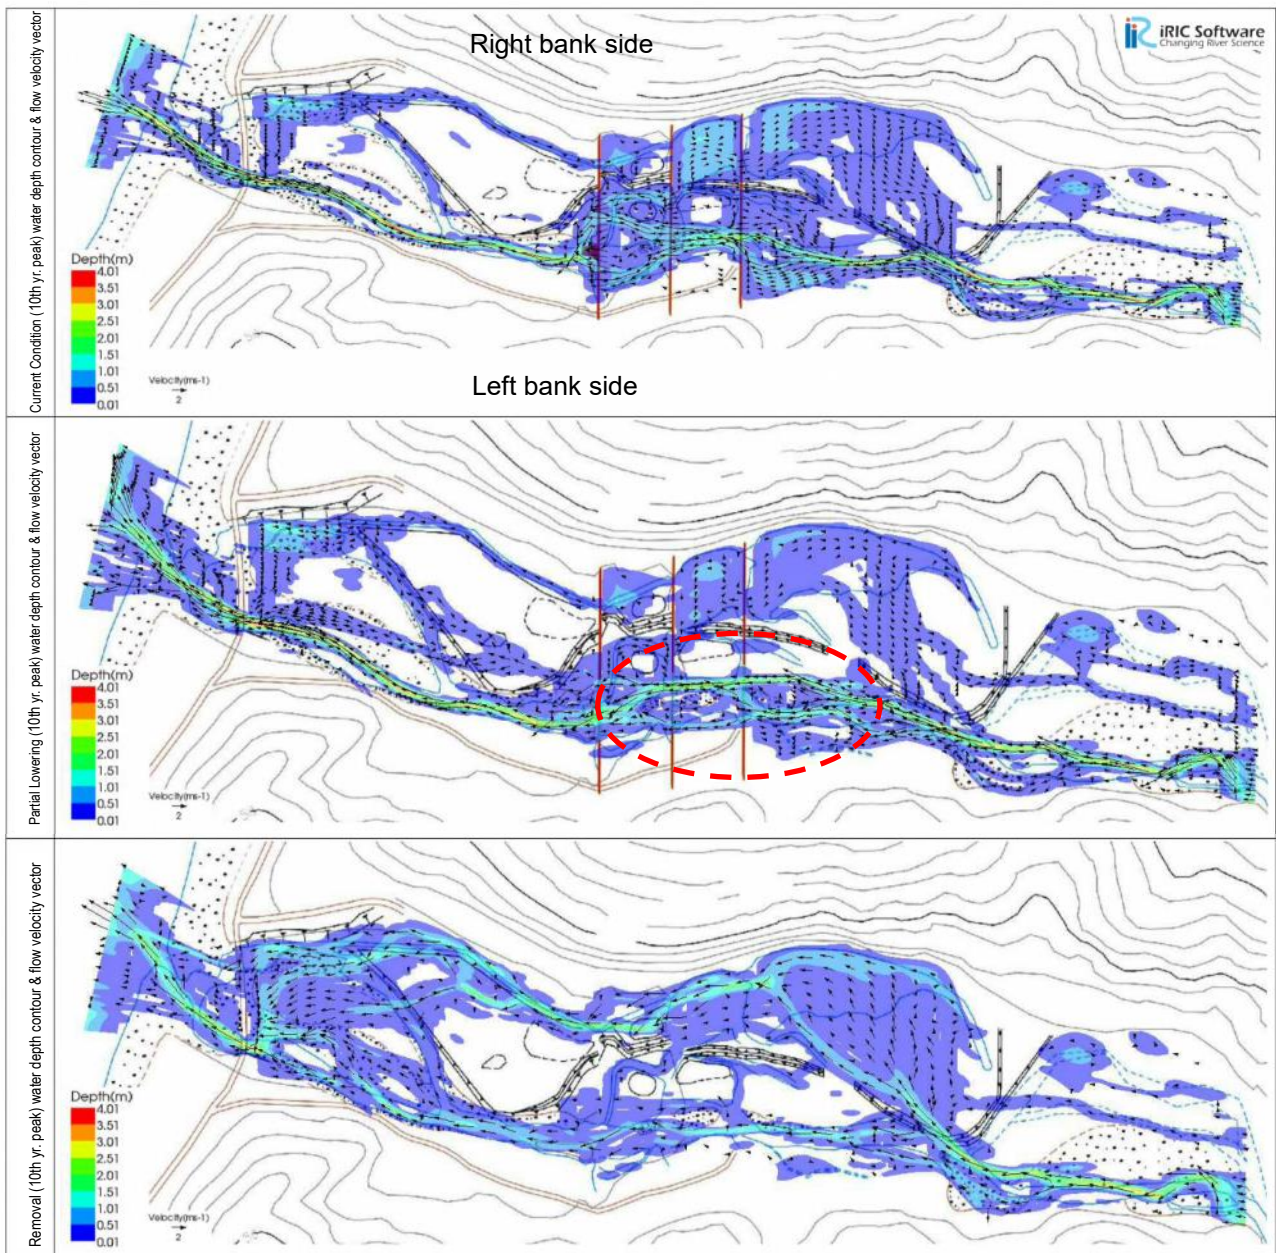 Right bank side
iRIC Software
Changing River Science
Current Condition (10th yr. peak) water depth contour & flow velocity vector
Depth(m)
4.01
3.51
3.01
2.51
2.01
1.51
1.01
0.51
0.01
Velocity(ms-1)
2
Left bank side
Partial Lowering (10th yr. peak) water depth contour & flow velocity vector
Depth(m)
4.01
3.51
3.01
2.51
2.01
1.51
1.01
0.51
0.01
Velocity(ms-1)
2
Removal (10th yr. peak) water depth contour & flow velocity vector
Depth(m)
4.01
3.51
3.01
2.51
2.01
1.51
1.01
0.51
0.01
Velocity(ms-1)
2